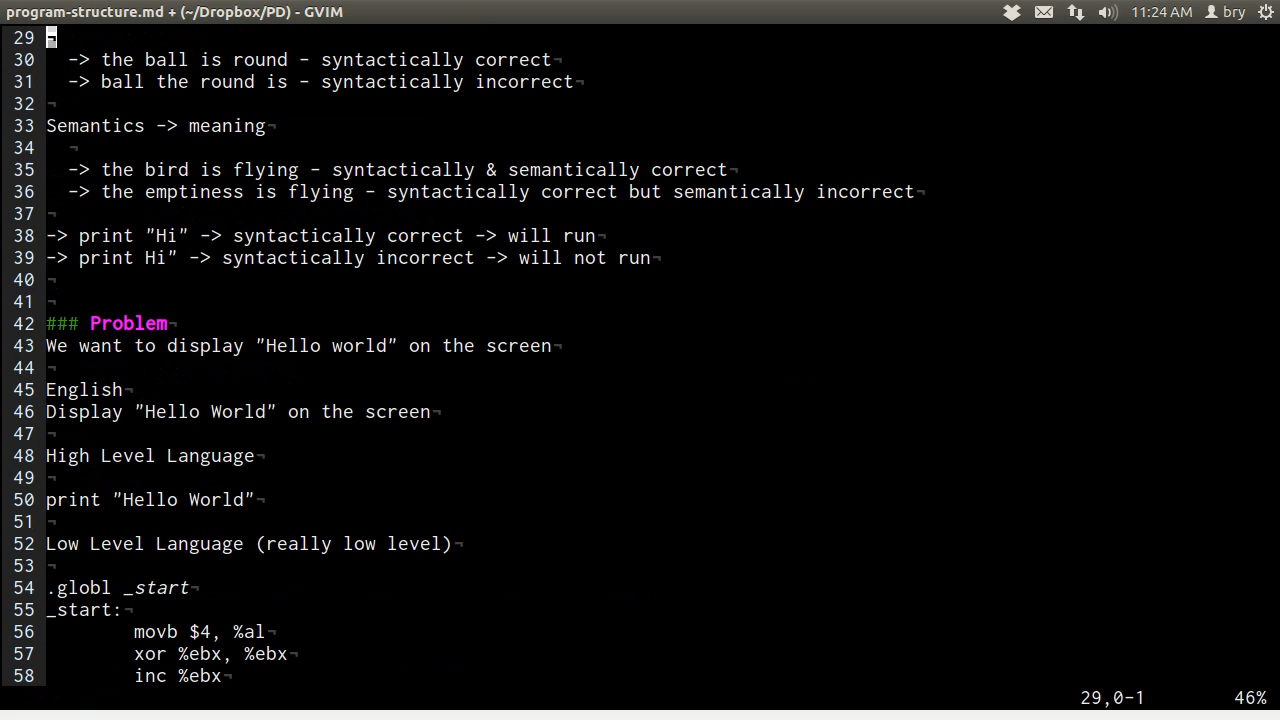 program-structure.md + (~/Dropbox/PD) - GVIM 11:24 AM bry
29 ¬
30   -> the ball is round - syntactically correct¬
31   -> ball the round is - syntactically incorrect¬
32 ¬
33 Semantics -> meaning¬
34   ¬
35   -> the bird is flying - syntactically & semantically correct¬
36   -> the emptiness is flying - syntactically correct but semantically incorrect¬
37 ¬
38 -> print "Hi" -> syntactically correct -> will run¬
39 -> print Hi" -> syntactically incorrect -> will not run¬
40 ¬
41 ¬
42 ### Problem¬
43 We want to display "Hello world" on the screen¬
44 ¬
45 English¬
46 Display "Hello World" on the screen¬
47 ¬
48 High Level Language¬
49 ¬
50 print "Hello World"¬
51 ¬
52 Low Level Language (really low level)¬
53 ¬
54 .globl _start¬
55 _start:¬
56         movb $4, %al¬
57         xor %ebx, %ebx¬
58         inc %ebx¬
29,0-1 46%